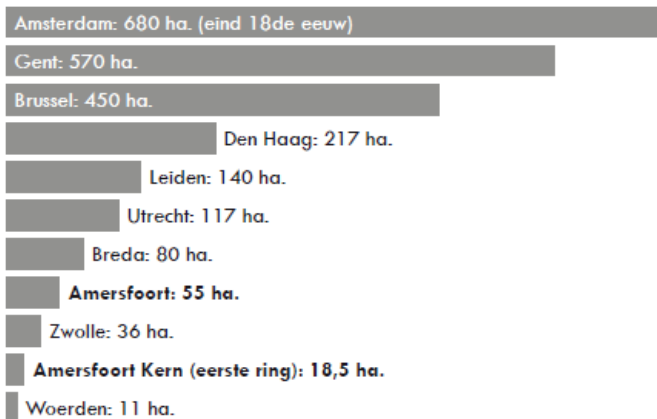 Amsterdam: 680 ha. (eind 18de eeuw)
Gent: 570 ha.
Brussel: 450 ha.
Den Haag: 217 ha.
Leiden: 140 ha.
Utrecht: 117 ha.
Breda: 80 ha.
Amersfoort: 55 ha.
Zwolle: 36 ha.
Amersfoort Kern (eerste ring): 18,5 ha.
Woerden: 11 ha.